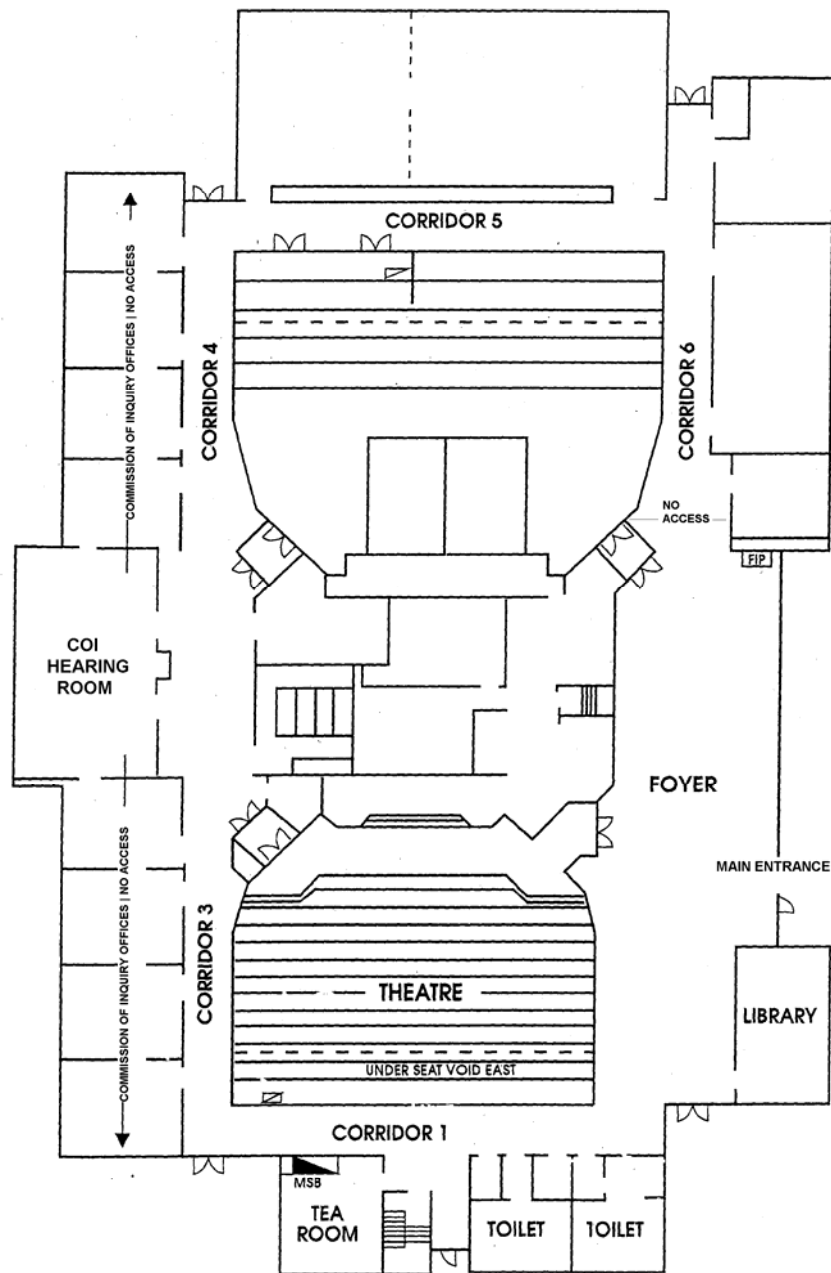 CORRIDOR 5
COMMISSION OF INQUIRY OFFICES | NO ACCESS
CORRIDOR 4
CORRIDOR 6
NO
ACCESS
FIP
COI
HEARING
ROOM
FOYER
MAIN ENTRANCE
COMMISSION OF INQUIRY OFFICES | NO ACCESS
CORRIDOR 3
THEATRE
LIBRARY
UNDER SEAT VOID EAST
CORRIDOR 1
MSB
TEA
ROOM
TOILET
TOILET